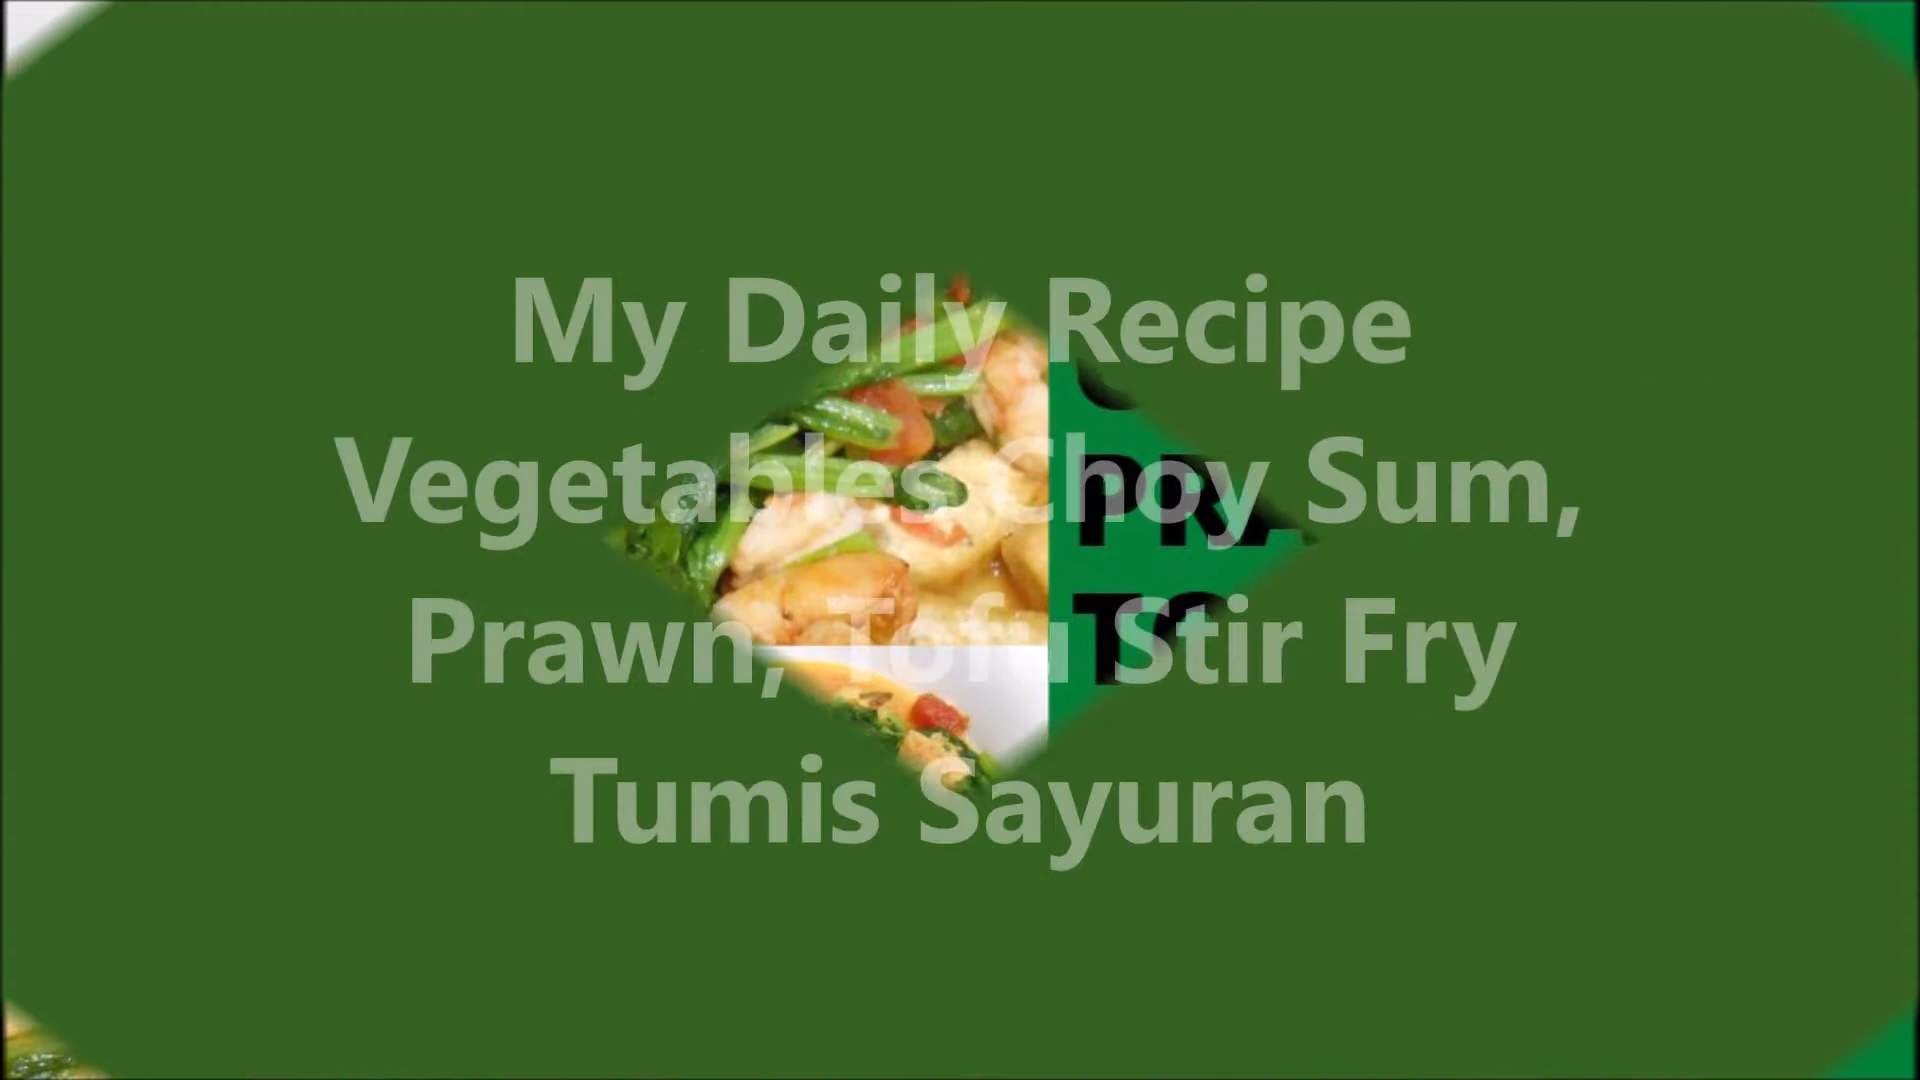 My Daily Recipe
Vegetables Choy Sum,
Prawn, Tofu Stir Fry
Tumis Sayuran